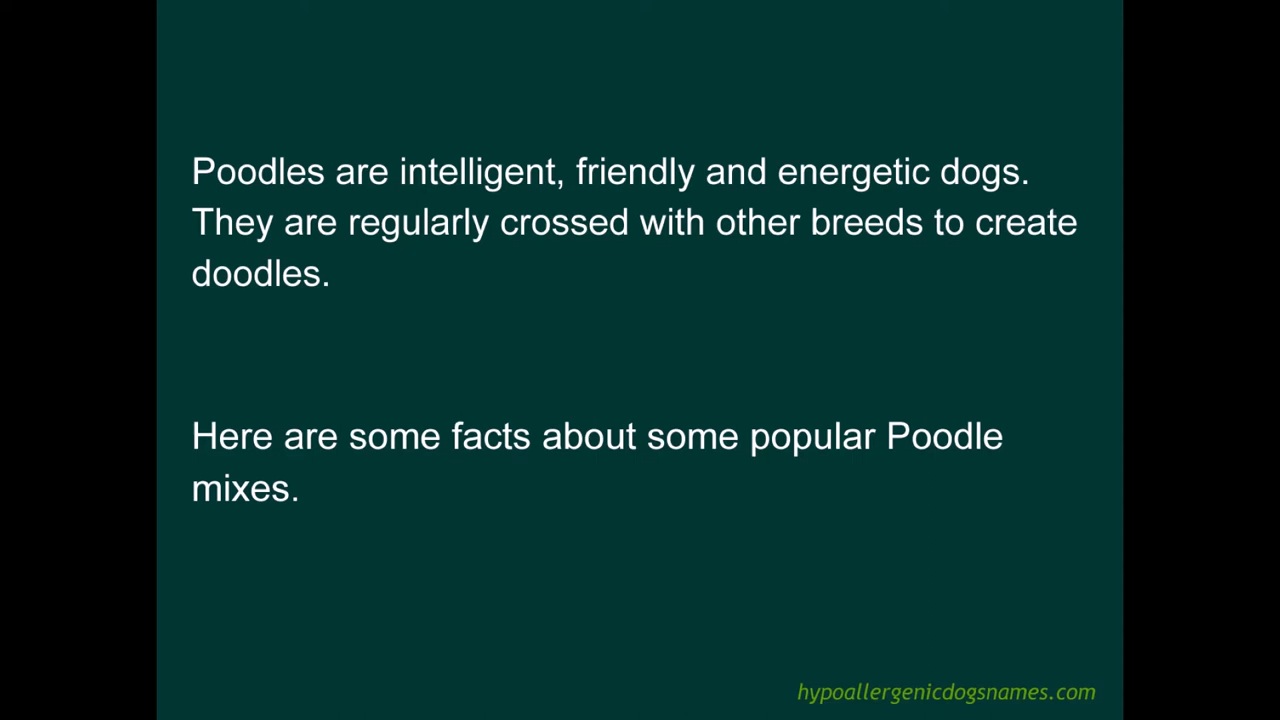 Poodles are intelligent, friendly and energetic dogs.
They are regularly crossed with other breeds to create
doodles.
Here are some facts about some popular Poodle
mixes.
hypoallergenicdogsnames.com